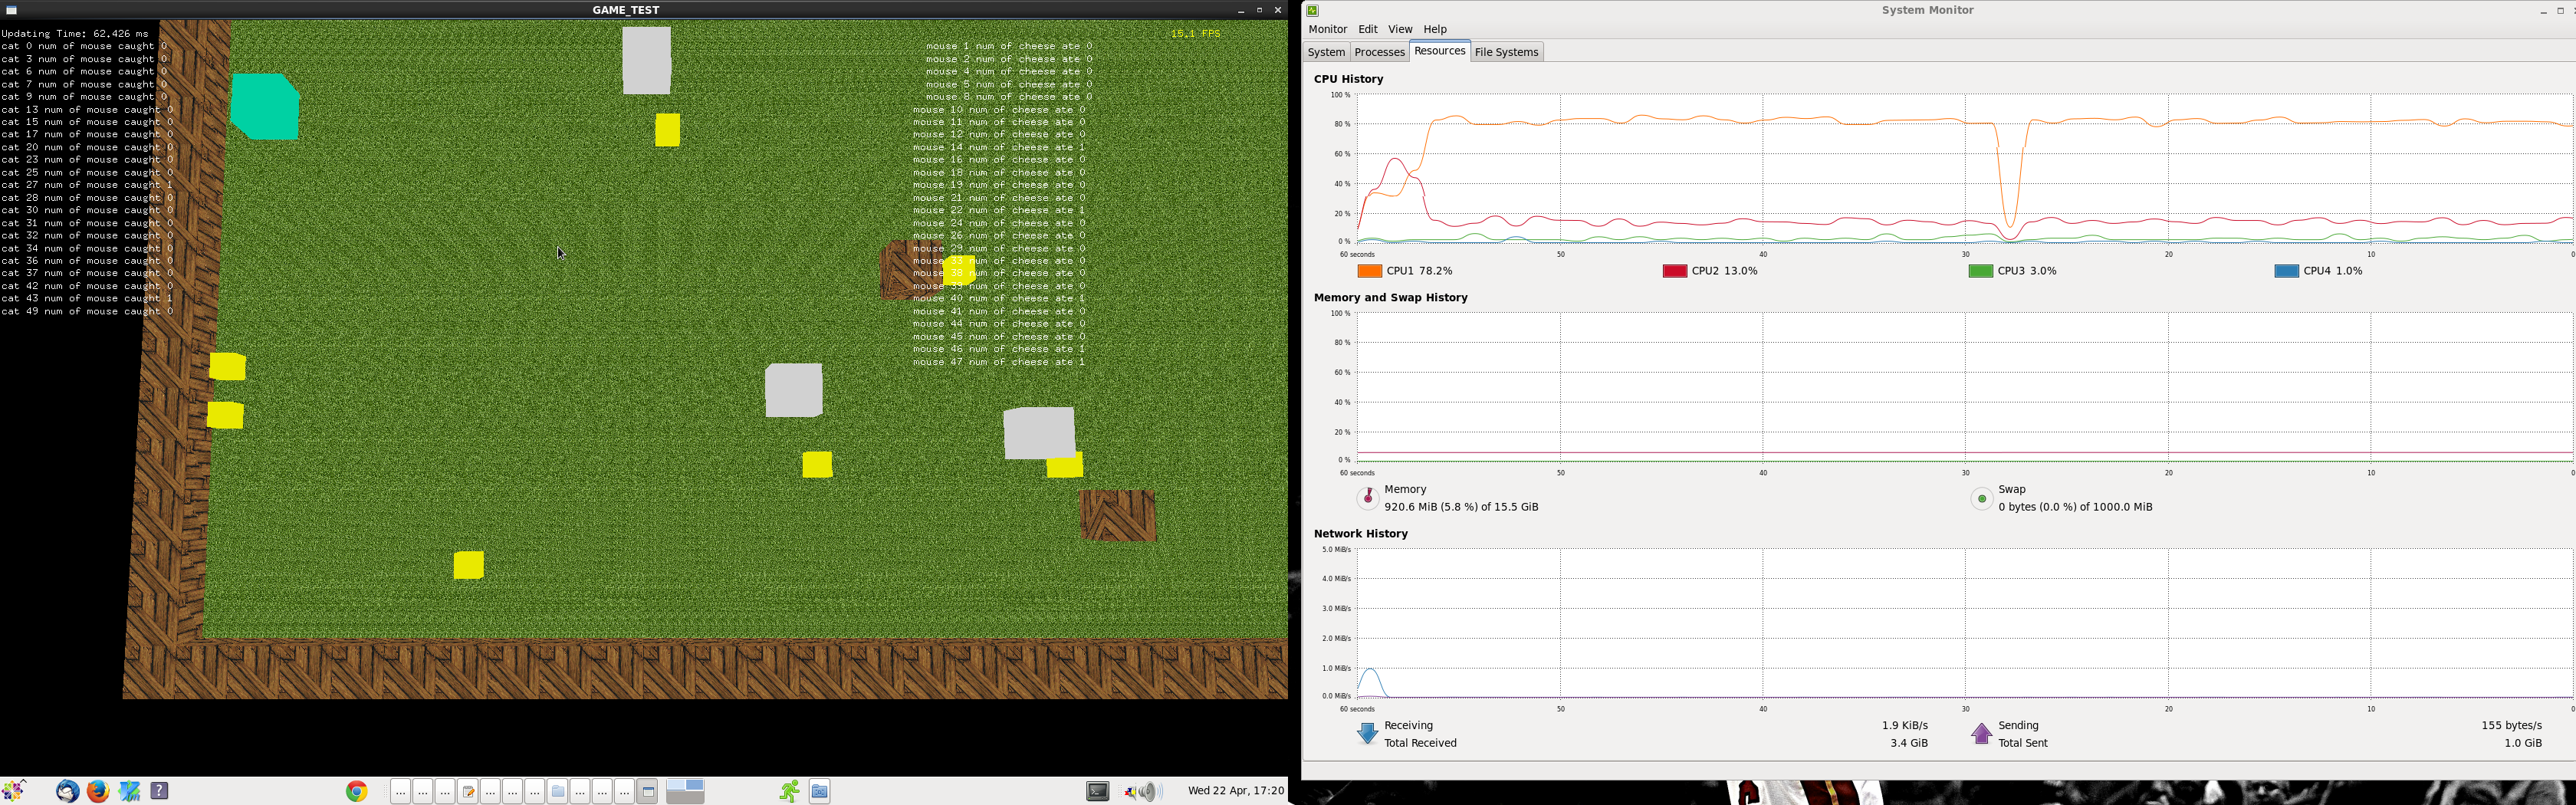 GAME_TEST
Updating Time: 62.426 ms
15.1 FPS
cat 0 num of mouse caught 0
cat 3 num of mouse caught 0
cat 6 num of mouse caught 0
cat 7 num of mouse caught 0
cat 9 num of mouse caught 0
cat 13 num of mouse caught 0
cat 15 num of mouse caught 0
cat 17 num of mouse caught 0
cat 20 num of mouse caught 0
cat 23 num of mouse caught 0
cat 25 num of mouse caught 0
cat 27 num of mouse caught 1
cat 28 num of mouse caught 0
cat 30 num of mouse caught 0
cat 31 num of mouse caught 0
cat 32 num of mouse caught 0
cat 34 num of mouse caught 0
cat 36 num of mouse caught 0
cat 37 num of mouse caught 0
cat 42 num of mouse caught 0
cat 43 num of mouse caught 1
cat 49 num of mouse caught 0
mouse 1 num of cheese ate 0
mouse 2 num of cheese ate 0
mouse 4 num of cheese ate 0
mouse 5 num of cheese ate 0
mouse 8 num of cheese ate 0
mouse 10 num of cheese ate 0
mouse 11 num of cheese ate 0
mouse 12 num of cheese ate 0
mouse 14 num of cheese ate 1
mouse 16 num of cheese ate 0
mouse 18 num of cheese ate 0
mouse 19 num of cheese ate 0
mouse 21 num of cheese ate 0
mouse 22 num of cheese ate 1
mouse 24 num of cheese ate 0
mouse 26 num of cheese ate 0
mouse 29 num of cheese ate 0
mouse 33 num of cheese ate 0
mouse 38 num of cheese ate 0
mouse 39 num of cheese ate 0
mouse 40 num of cheese ate 1
mouse 41 num of cheese ate 0
mouse 44 num of cheese ate 0
mouse 45 num of cheese ate 0
mouse 46 num of cheese ate 1
mouse 47 num of cheese ate 1
Wed 22 Apr, 17:20
System Monitor
Monitor Edit View Help
System Processes Resources File Systems
CPU History
100 %
80 %
60 %
40 %
20 %
0 %
60 seconds 50 40 30 20 10 0
CPU1 78.2% CPU2 13.0% CPU3 3.0% CPU4 1.0%
Memory and Swap History
100 %
80 %
60 %
40 %
20 %
0 %
60 seconds 50 40 30 20 10 0
Memory
920.6 MiB (5.8 %) of 15.5 GiB
Swap
0 bytes (0.0 %) of 1000.0 MiB
Network History
5.0 MiB/s
4.0 MiB/s
3.0 MiB/s
2.0 MiB/s
1.0 MiB/s
0.0 MiB/s
60 seconds 50 40 30 20 10 0
Receiving 1.9 KiB/s
Total Received 3.4 GiB
Sending 155 bytes/s
Total Sent 1.0 GiB